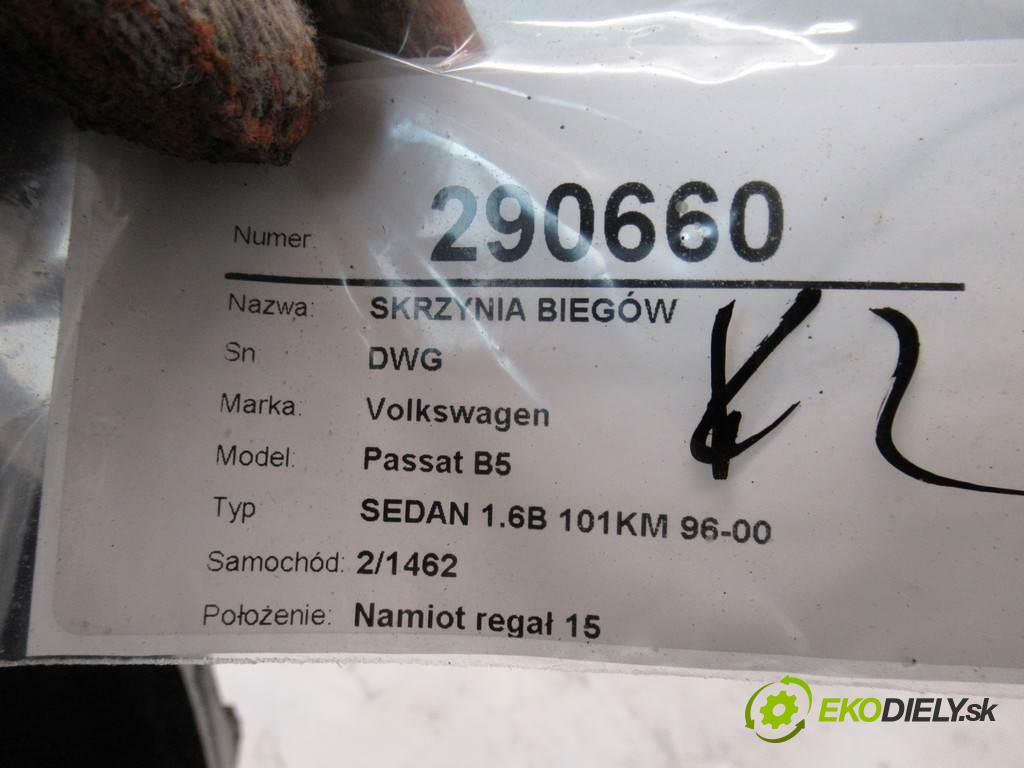 Numer: 290660
Nazwa: SKRZYNIA BIEGÓW
Sn DWG
Marka: Volkswagen
Model: Passat B5
Typ SEDAN 1.6B 101KM 96-00
Samochód: 2/1462
Położenie: Namiot regał 15
EKODIELY.sk